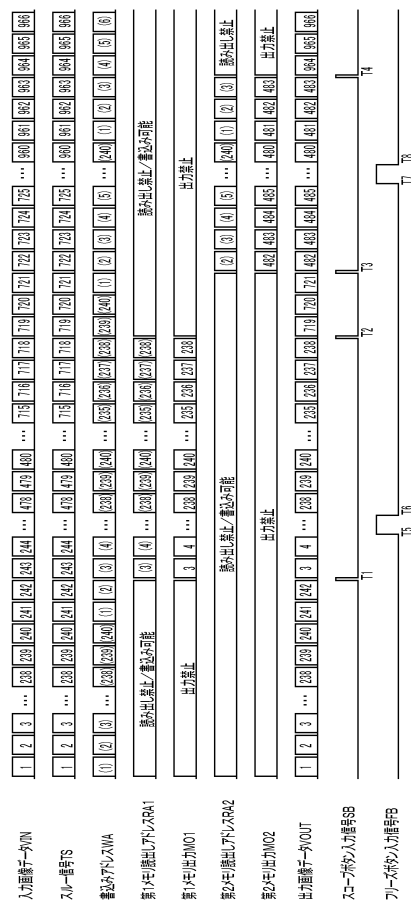 入力画像データVIN 1 2 3 … 238 239 240 241 242 243 244 … 478 479 480 … 715 716 717 718 719 720 721 722 723 724 725 … 960 961 962 963 964 965 966
スルー信号TS 1 2 3 … 238 239 240 241 242 243 244 … 478 479 480 … 715 716 717 718 719 720 721 722 723 724 725 … 960 961 962 963 964 965 966
書込みアドレスWA (1) (2) (3) … (238) (239) (240) (1) (2) (3) (4) … (238) (239) (240) … (235) (236) (237) (238) (239) (240) (1) (2) (3) (4) (5) … (240) (1) (2) (3) (4) (5) (6)
第1メモリ読出しアドレスRA1 読み出し禁止/書込み可能 (3) (4) … (238) (239) (240) … (235) (236) (237) (238) 読み出し禁止/書込み可能
第1メモリ出力MO1 出力禁止 3 4 … 238 239 240 … 235 236 237 238 出力禁止
第2メモリ読出しアドレスRA2 読み出し禁止/書込み可能 (2) (3) (4) (5) … (240) (1) (2) (3) 読み出し禁止
第2メモリ出力MO2 出力禁止 482 483 484 485 … 480 481 482 483 出力禁止
出力画像データVOUT 1 2 3 … 238 239 240 241 242 3 4 … 238 239 240 … 235 236 237 238 719 720 721 482 483 484 485 … 480 481 482 483 964 965 966
スコープボタン入力信号SB T1 T2 T3 T4
フリーズボタン入力信号FB T5 T6 T7 T8